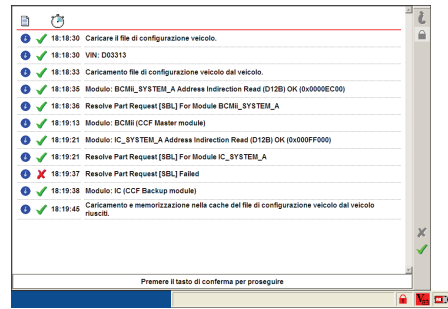 18:18:30 Caricare il file di configurazione veicolo.
18:18:30 VIN: D03313
18:18:33 Caricamento file di configurazione veicolo dal veicolo.
18:18:35 Modulo: BCMii_SYSTEM_A Address Indirection Read (D12B) OK (0x0000EC00)
18:18:36 Resolve Part Request [SBL] For Module BCMii_SYSTEM_A
18:19:13 Modulo: BCMii (CCF Master module)
18:19:21 Modulo: IC_SYSTEM_A Address Indirection Read (D12B) OK (0x000FF000)
18:19:21 Resolve Part Request [SBL] For Module IC_SYSTEM_A
18:19:37 Resolve Part Request [SBL] Failed
18:19:38 Modulo: IC (CCF Backup module)
18:19:45 Caricamento e memorizzazione nella cache del file di configurazione veicolo dal veicolo
riusciti.
Premere il tasto di conferma per proseguire